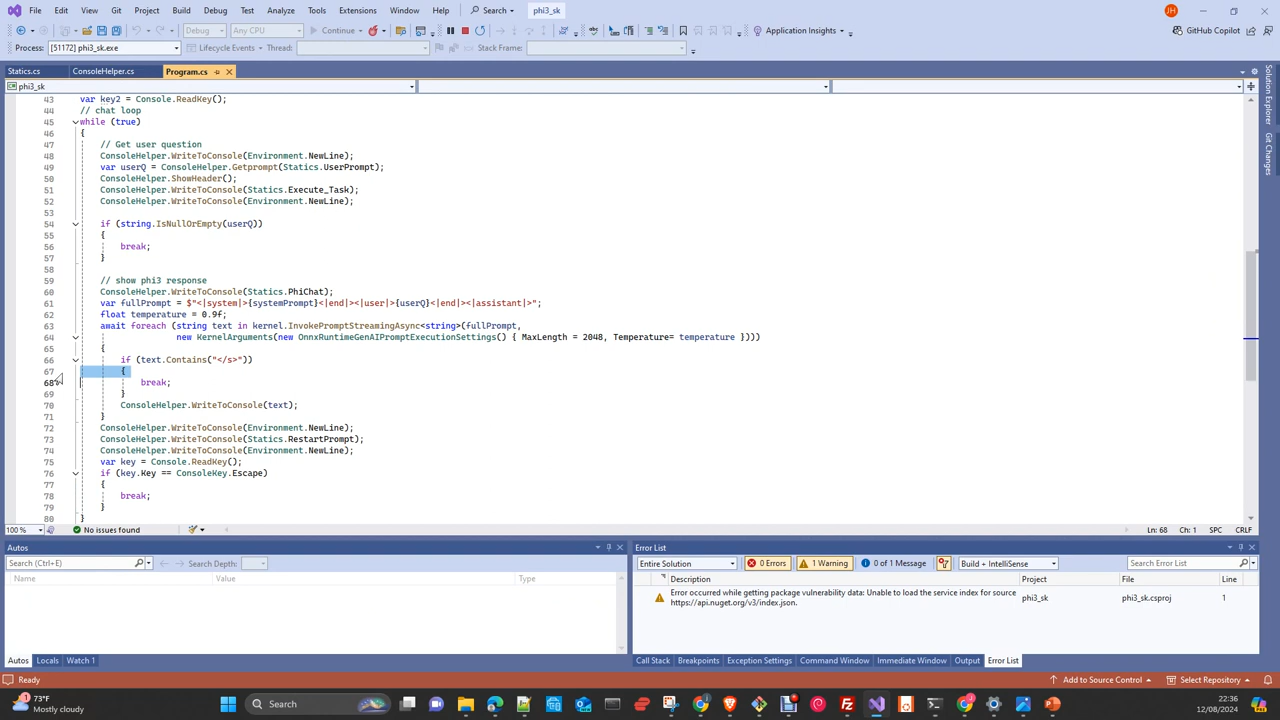 File Edit View Git Project Build Debug Test Analyze Tools Extensions Window Help Search phi3_sk JH
Debug Any CPU Continue Application Insights GitHub Copilot
Process: [51172] phi3_sk.exe Lifecycle Events Thread: Stack Frame:
Statics.cs ConsoleHelper.cs Program.cs
phi3_sk
43 var key2 = Console.ReadKey();
44 // chat loop
45 while (true)
46 {
47 // Get user question
48 ConsoleHelper.WriteToConsole(Environment.NewLine);
49 var userQ = ConsoleHelper.Getprompt(Statics.UserPrompt);
50 ConsoleHelper.ShowHeader();
51 ConsoleHelper.WriteToConsole(Statics.Execute_Task);
52 ConsoleHelper.WriteToConsole(Environment.NewLine);
53
54 if (string.IsNullOrEmpty(userQ))
55 {
56 break;
57 }
58
59 // show phi3 response
60 ConsoleHelper.WriteToConsole(Statics.PhiChat);
61 var fullPrompt = $"<|system|>{systemPrompt}<|end|><|user|>{userQ}<|end|><|assistant|>";
62 float temperature = 0.9f;
63 await foreach (string text in kernel.InvokePromptStreamingAsync<string>(fullPrompt,
64 new KernelArguments(new OnnxRuntimeGenAIPromptExecutionSettings() { MaxLength = 2048, Temperature= temperature })))
65 {
66 if (text.Contains("</s>"))
67 {
68 break;
69 }
70 ConsoleHelper.WriteToConsole(text);
71 }
72 ConsoleHelper.WriteToConsole(Environment.NewLine);
73 ConsoleHelper.WriteToConsole(Statics.RestartPrompt);
74 ConsoleHelper.WriteToConsole(Environment.NewLine);
75 var key = Console.ReadKey();
76 if (key.Key == ConsoleKey.Escape)
77 {
78 break;
79 }
80 }
100 % No issues found Ln: 68 Ch: 1 SPC CRLF
Solution Explorer
Git Changes
Autos
Search (Ctrl+E) Search Depth:
Name Value Type
Autos Locals Watch 1
Error List
Entire Solution 0 Errors 1 Warning 0 of 1 Message Build + IntelliSense Search Error List
Description Project File Line
Error occurred while getting package vulnerability data: Unable to load the service index for source phi3_sk phi3_sk.csproj 1
https://api.nuget.org/v3/index.json.
Call Stack Breakpoints Exception Settings Command Window Immediate Window Output Error List
Ready Add to Source Control Select Repository
73°F
Mostly cloudy
Search
22:36
12/08/2024